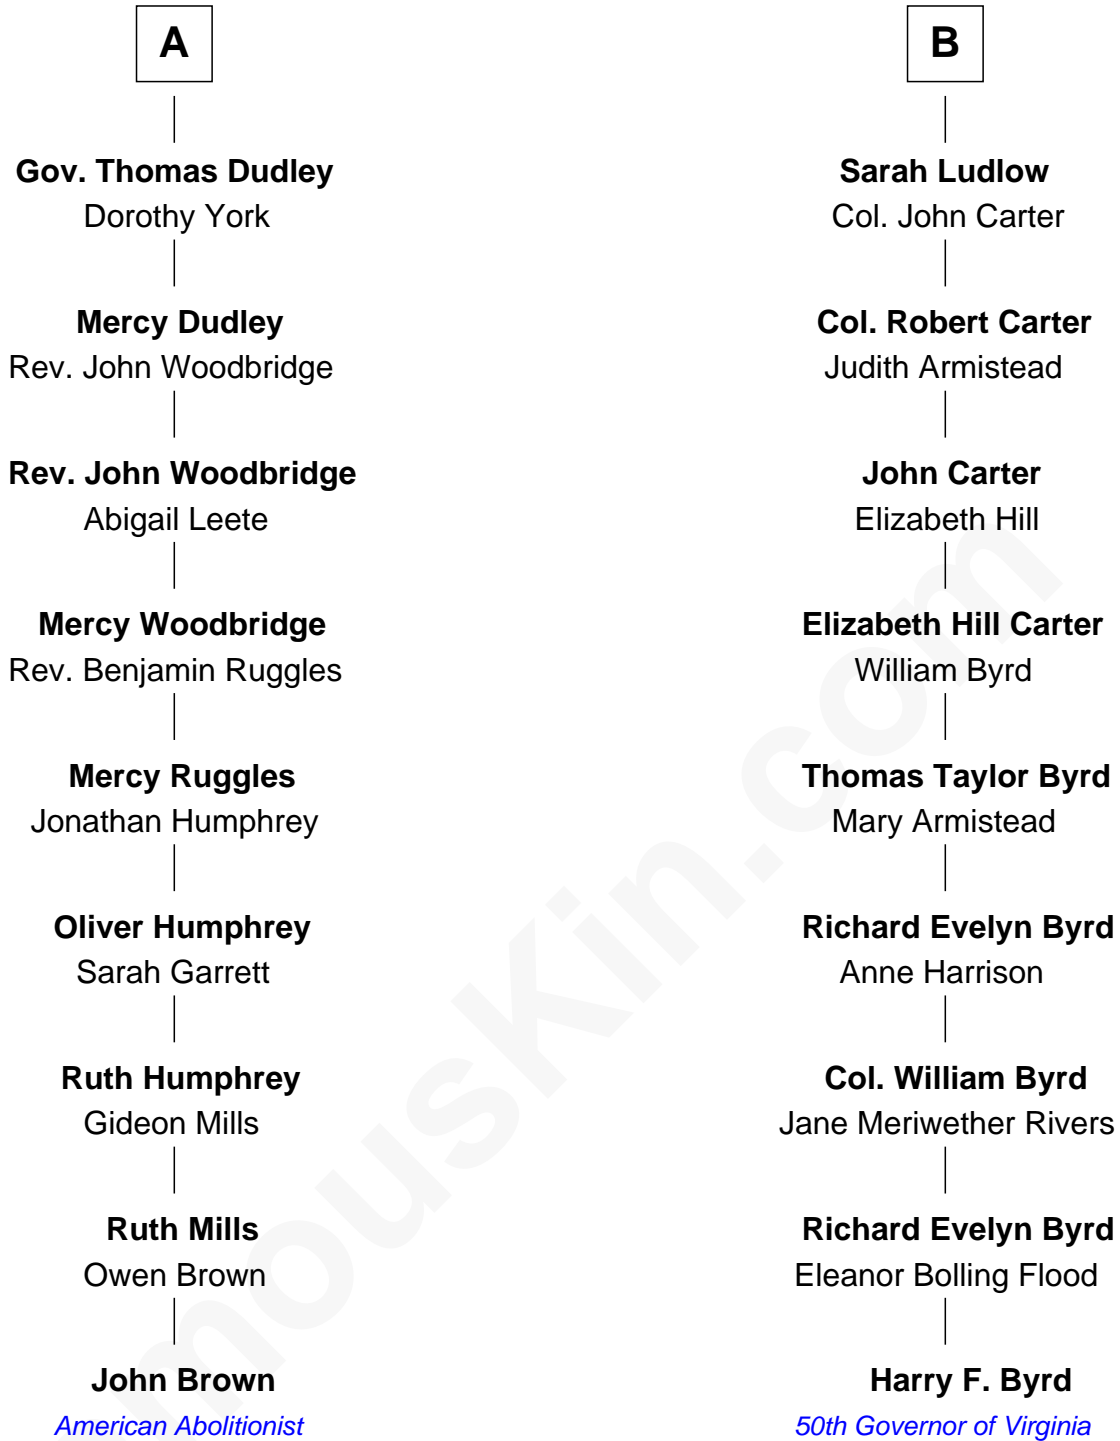 A
Gov. Thomas Dudley
Dorothy York
Mercy Dudley
Rev. John Woodbridge
Rev. John Woodbridge
Abigail Leete
Mercy Woodbridge
Rev. Benjamin Ruggles
Mercy Ruggles
Jonathan Humphrey
Oliver Humphrey
Sarah Garrett
Ruth Humphrey
Gideon Mills
Ruth Mills
Owen Brown
John Brown
American Abolitionist
B
Sarah Ludlow
Col. John Carter
Col. Robert Carter
Judith Armistead
John Carter
Elizabeth Hill
Elizabeth Hill Carter
William Byrd
Thomas Taylor Byrd
Mary Armistead
Richard Evelyn Byrd
Anne Harrison
Col. William Byrd
Jane Meriwether Rivers
Richard Evelyn Byrd
Eleanor Bolling Flood
Harry F. Byrd
50th Governor of Virginia
mousKin.com